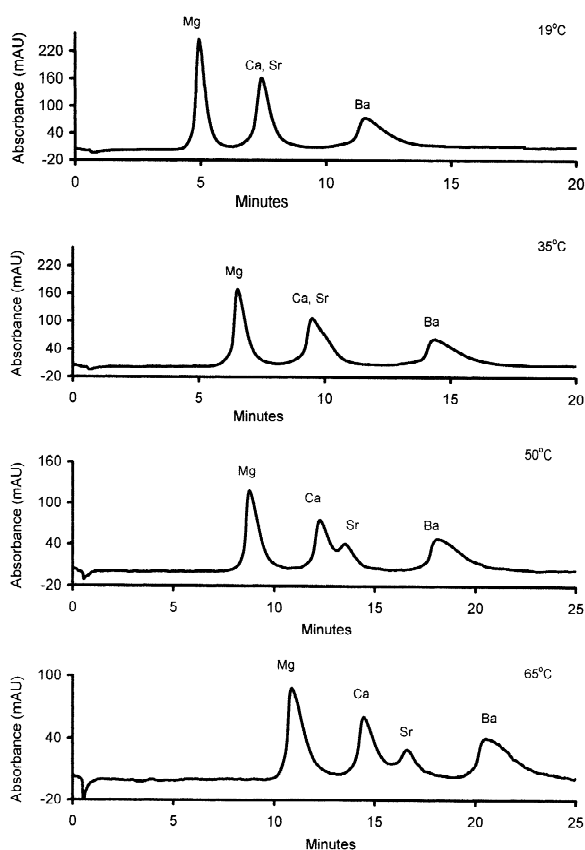 Mg
19°C
220
Ca, Sr
160
Ba
100
40
-20
0 5 10 15 20
Minutes
Absorbance (mAU)
35°C
220
Mg
160
Ca, Sr
100
Ba
40
-20
0 5 10 15 20
Minutes
Absorbance (mAU)
50°C
160
Mg
100
Ca
Sr
Ba
40
-20
0 5 10 15 20 25
Minutes
Absorbance (mAU)
Mg
65°C
100
Ca
Sr
Ba
40
-20
0 5 10 15 20 25
Minutes
Absorbance (mAU)